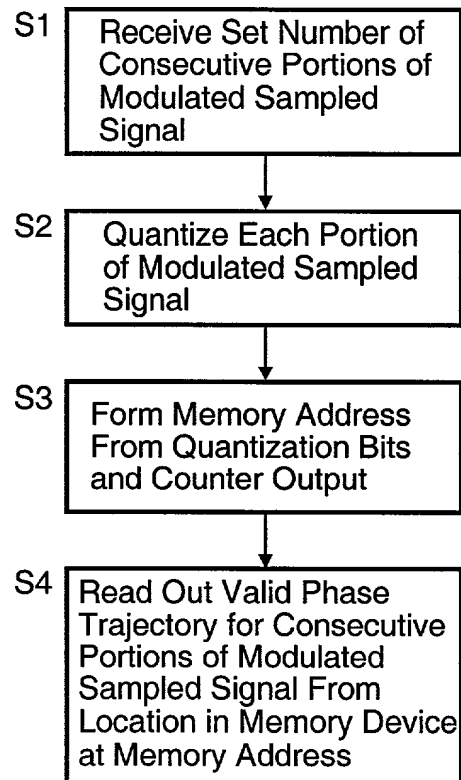 S1
Receive Set Number of
Consecutive Portions of
Modulated Sampled
Signal
S2
Quantize Each Portion
of Modulated Sampled
Signal
S3
Form Memory Address
From Quantization Bits
and Counter Output
S4
Read Out Valid Phase
Trajectory for Consecutive
Portions of Modulated
Sampled Signal From
Location in Memory Device
at Memory Address